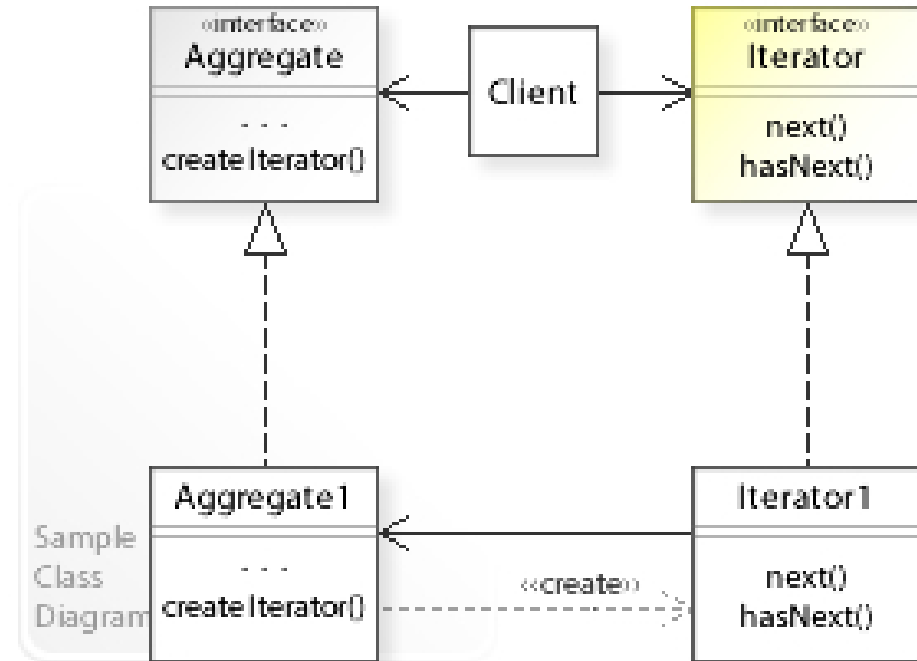 «interface»
Aggregate
- - -
createIterator()
Client
«interface»
Iterator
next()
hasNext()
Aggregate1
- - -
createIterator()
«create»
Iterator1
next()
hasNext()
Sample
Class
Diagram